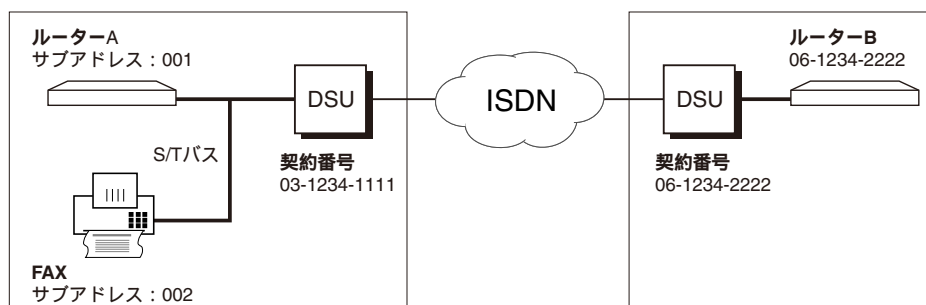 ルーターA
サブアドレス：001
DSU
契約番号
03-1234-1111
S/Tバス
FAX
サブアドレス：002
ISDN
ルーターB
06-1234-2222
DSU
契約番号
06-1234-2222